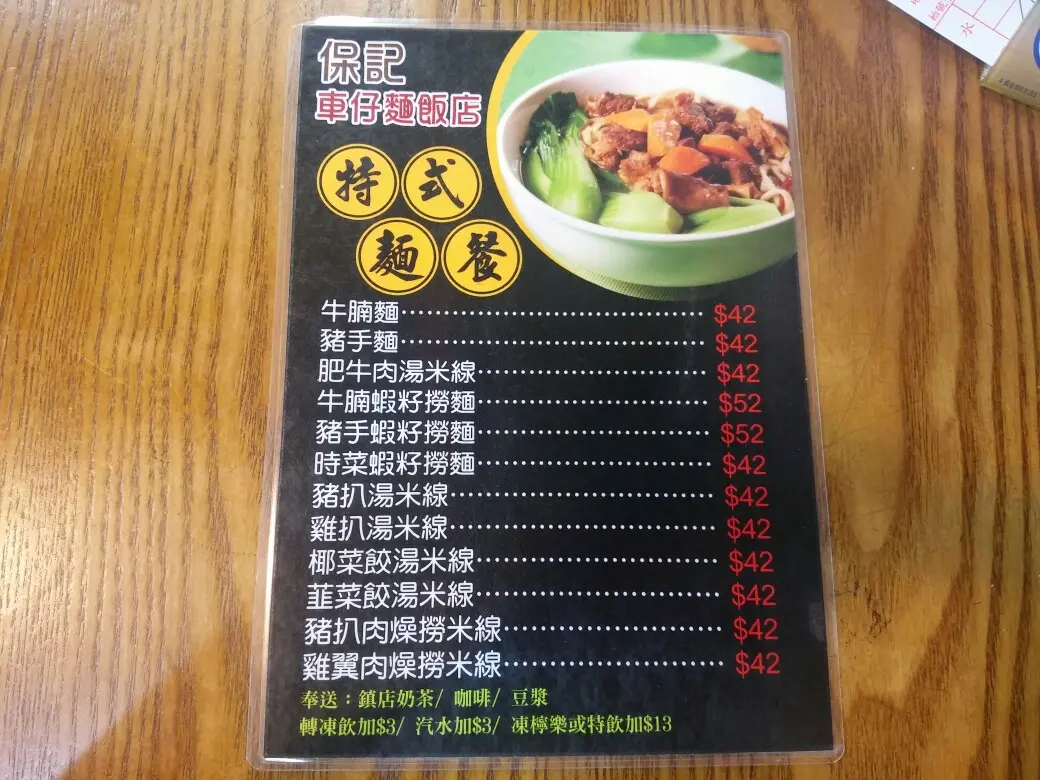 保記
車仔麵飯店
特式
麵餐
牛腩麵 $42
豬手麵 $42
肥牛肉湯米線 $42
牛腩蝦籽撈麵 $52
豬手蝦籽撈麵 $52
時菜蝦籽撈麵 $42
豬扒湯米線 $42
雞扒湯米線 $42
椰菜餃湯米線 $42
韮菜餃湯米線 $42
豬扒肉燥撈米線 $42
雞翼肉燥撈米線 $42
奉送：鎮店奶茶/ 咖啡/ 豆漿
轉凍飲加$3/ 汽水加$3/ 凍檸樂或特飲加$13
水